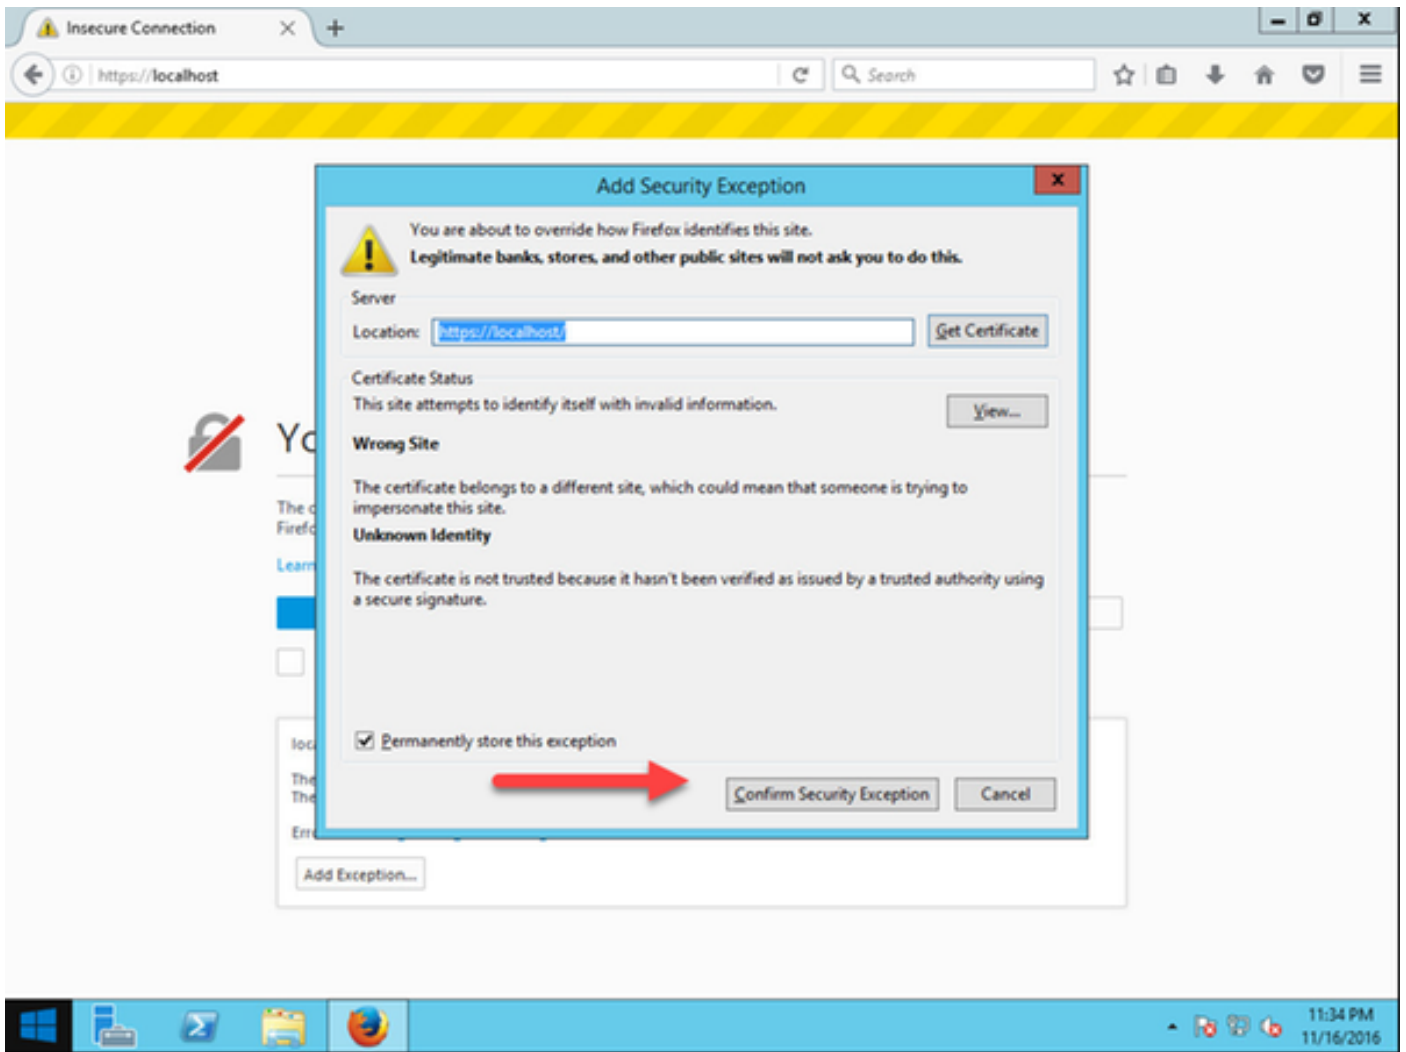 Insecure Connection
https://localhost
Search
Add Security Exception
You are about to override how Firefox identifies this site.
Legitimate banks, stores, and other public sites will not ask you to do this.
Server
Location: https://localhost/ Get Certificate
Certificate Status
This site attempts to identify itself with invalid information.
View...
Wrong Site
The certificate belongs to a different site, which could mean that someone is trying to
impersonate this site.
Unknown Identity
The certificate is not trusted because it hasn't been verified as issued by a trusted authority using
a secure signature.
Permanently store this exception
Confirm Security Exception Cancel
The
Learn
The
The
Add Exception...
11:34 PM
11/16/2016